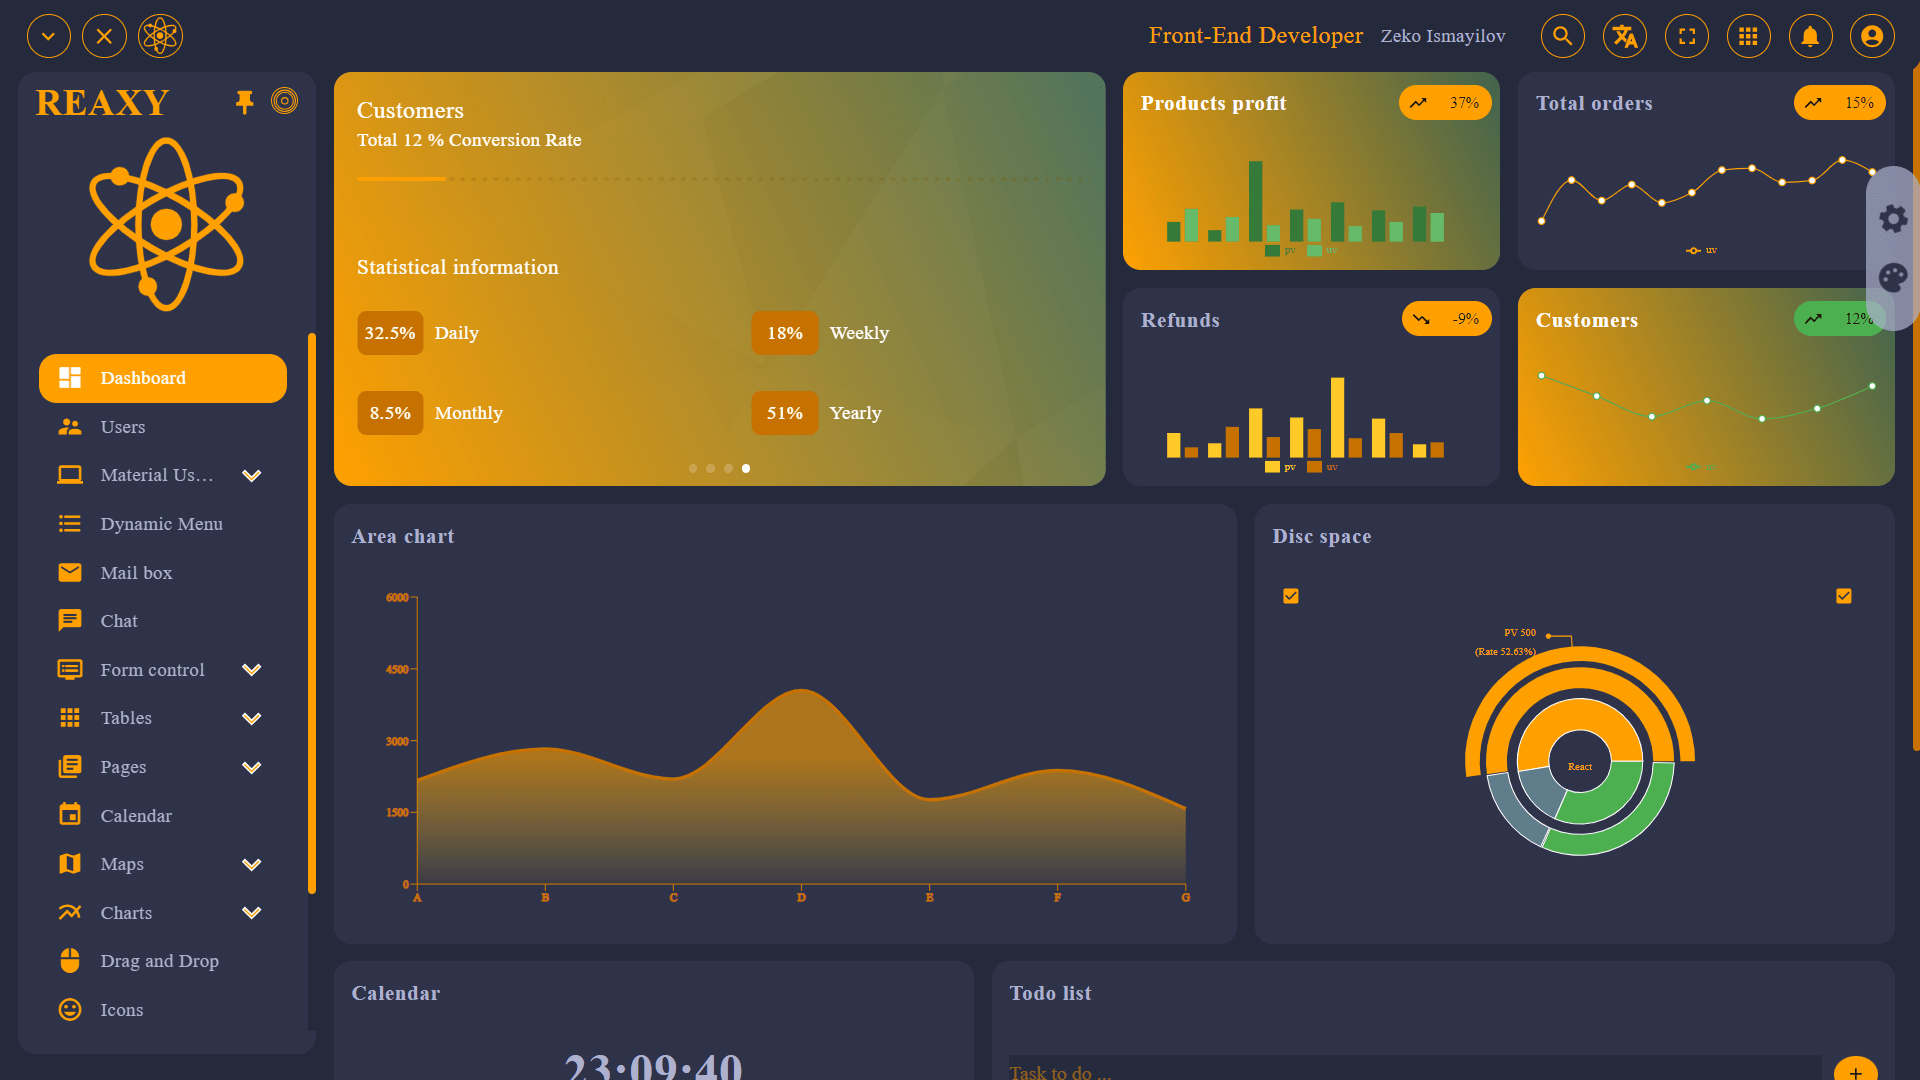 Front-End Developer Zeko Ismayilov
REAXY
Dashboard
Users
Material Us...
Dynamic Menu
Mail box
Chat
Form control
Tables
Pages
Calendar
Maps
Charts
Drag and Drop
Icons
Customers
Total 12 % Conversion Rate
Statistical information
32.5% Daily
18% Weekly
8.5% Monthly
51% Yearly
Products profit
37%
pv uv
Total orders
15%
uv
Refunds
-9%
pv uv
Customers
12%
Area chart
6000
4500
3000
1500
0
A B C D E F G
Disc space
PV 500
(Rate 52.63%)
React
Calendar
23:09:40
Todo list
Task to do ...